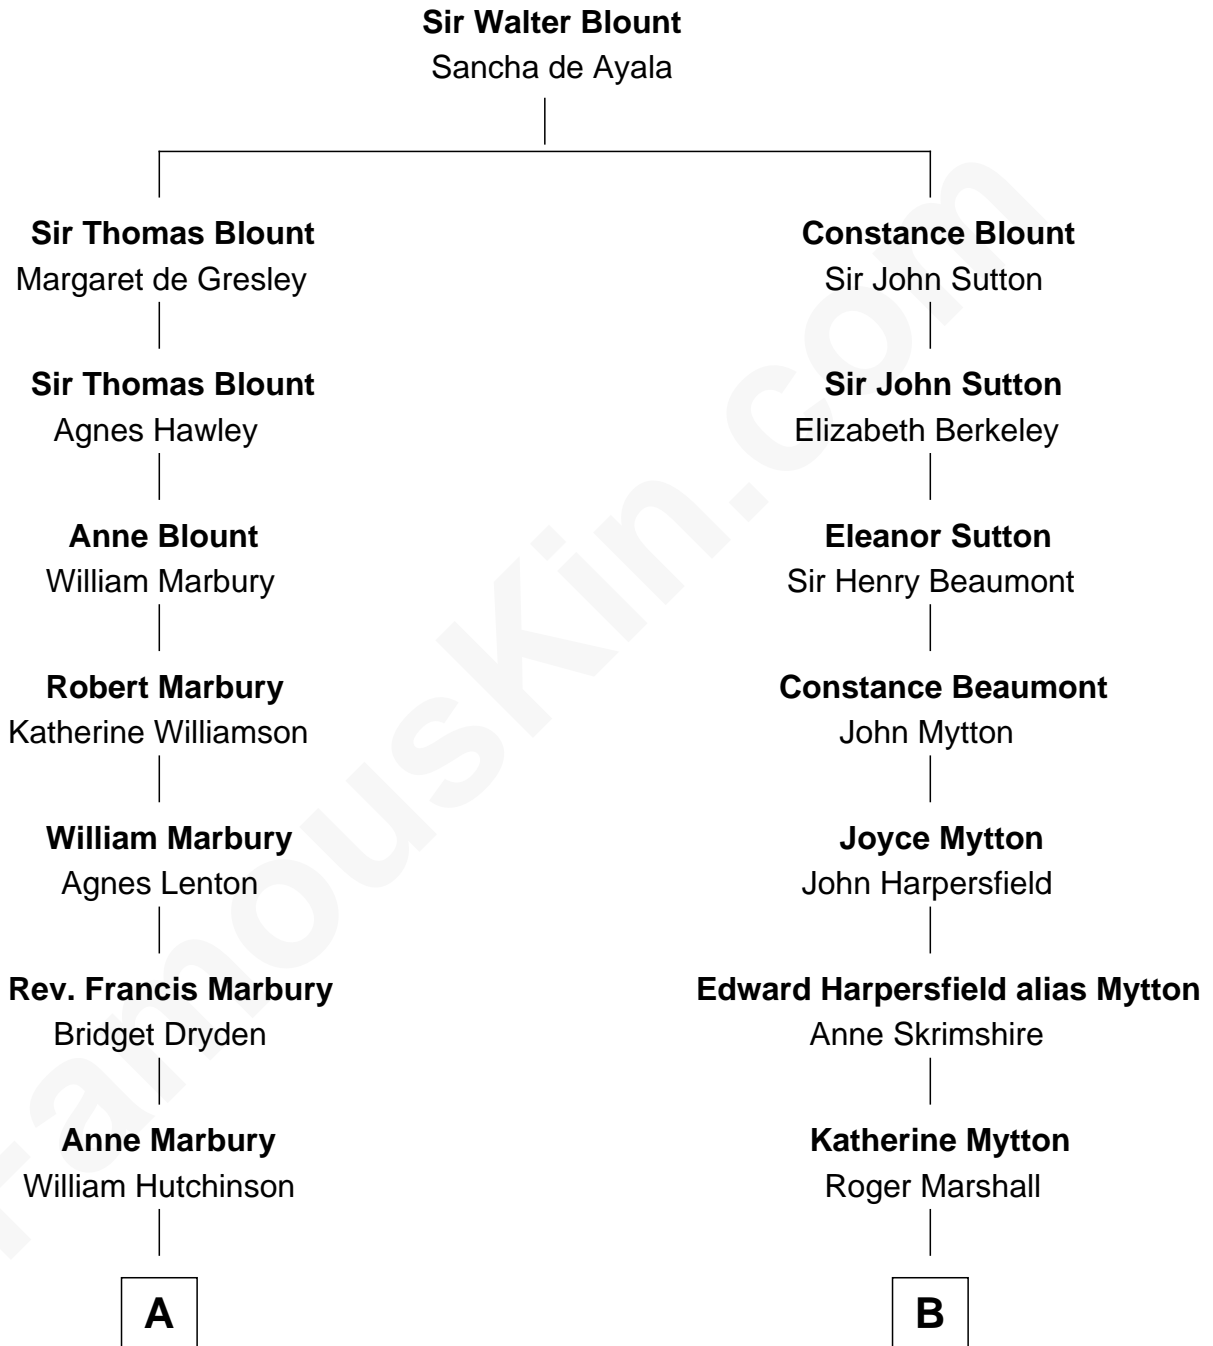 Sir Walter Blount
Sancha de Ayala
Sir Thomas Blount
Margaret de Gresley
Constance Blount
Sir John Sutton
Sir Thomas Blount
Agnes Hawley
Sir John Sutton
Elizabeth Berkeley
Anne Blount
William Marbury
Eleanor Sutton
Sir Henry Beaumont
Robert Marbury
Katherine Williamson
Constance Beaumont
John Mytton
William Marbury
Agnes Lenton
Joyce Mytton
John Harpersfield
Rev. Francis Marbury
Bridget Dryden
Edward Harpersfield alias Mytton
Anne Skrimshire
Anne Marbury
William Hutchinson
Katherine Mytton
Roger Marshall
A
B
FamousKin.com